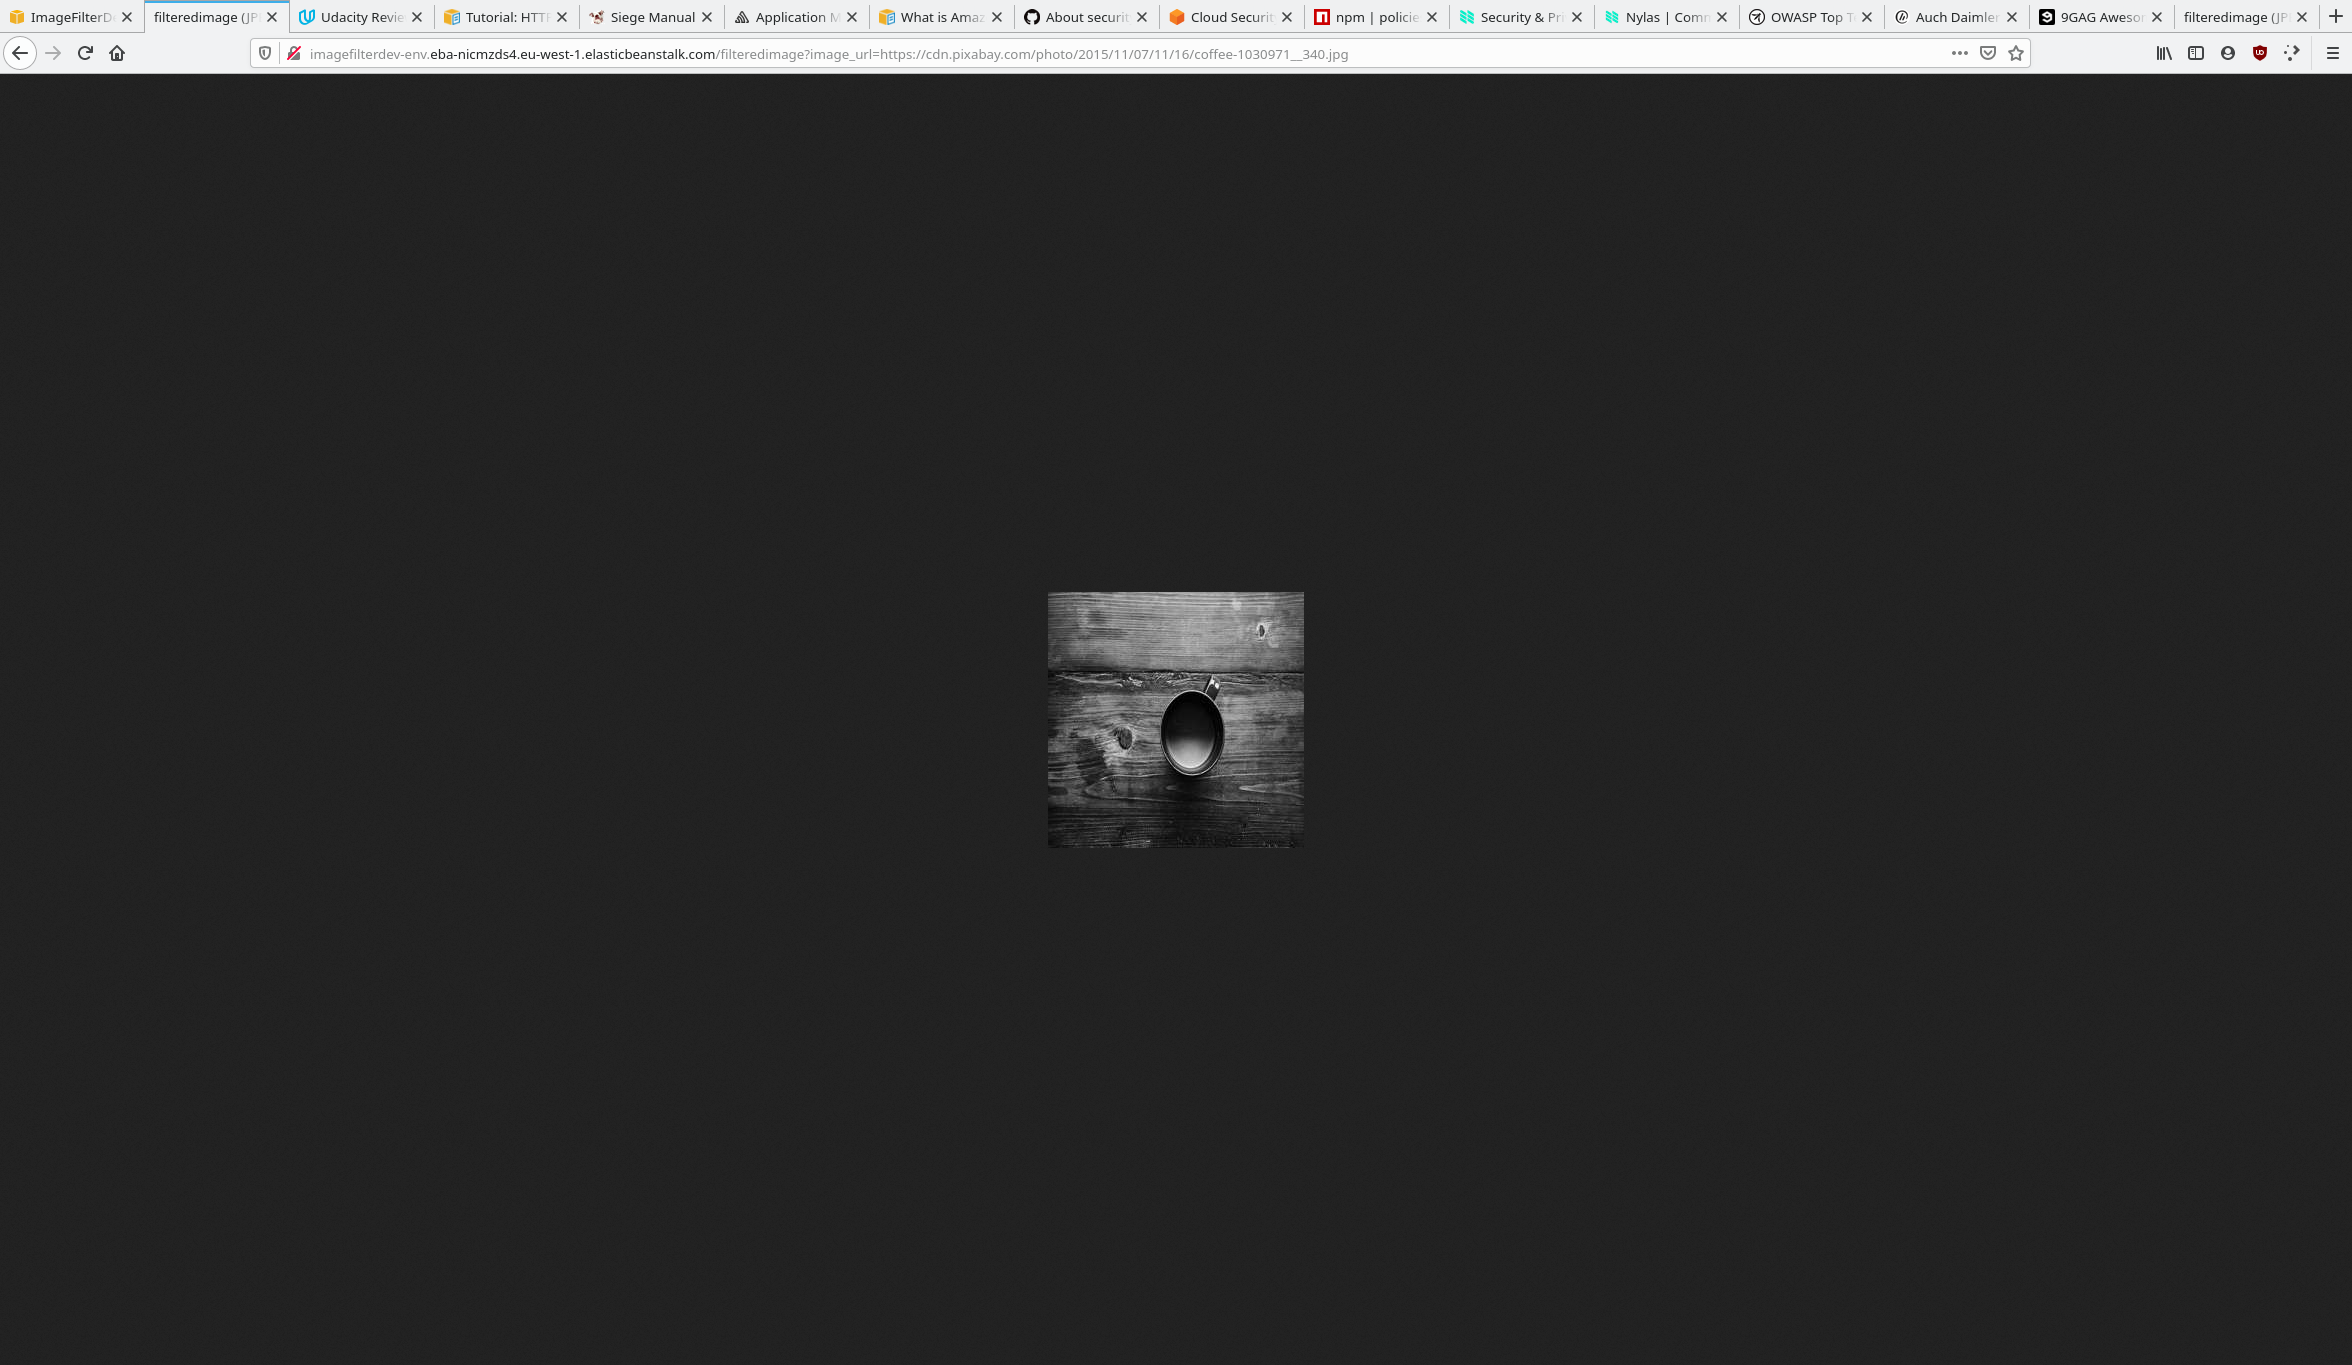 ImageFilterD
filteredimage (JP
Udacity Revie
Tutorial: HTT
Siege Manual
Application M
What is Amaz
About securit
Cloud Securit
npm | policie
Security & Pri
Nylas | Comr
OWASP Top T
Auch Daimler
9GAG Aweso
filteredimage (JP
imagefilterdev-env.eba-nicmzds4.eu-west-1.elasticbeanstalk.com/filteredimage?image_url=https://cdn.pixabay.com/photo/2015/11/07/11/16/coffee-1030971__340.jpg